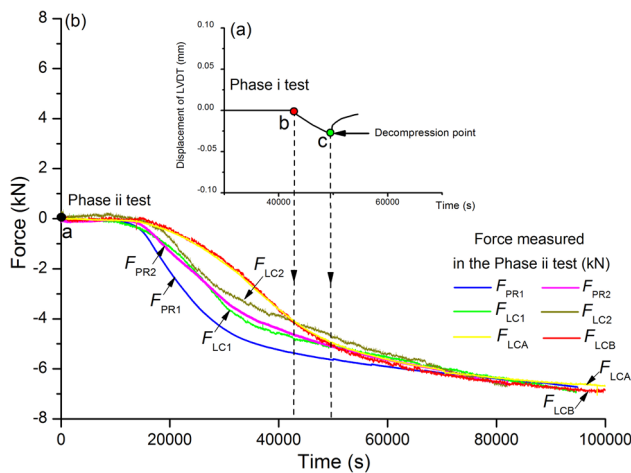 (b)
(a)
0.10
0.05
0.00
0.05
-0.10
Displacement of LVDT (mm)
Phase i test
b
c
Decompression point
40000
60000
Time (s)
8
6
4
2
0
-2
-4
-6
-8
Force (kN)
Phase ii test
a
FPR2
FPR1
FLC1
FLC2
Force measured
in the Phase ii test (kN)
FPR1
FPR2
FLC1
FLC2
FLCA
FLCB
FLCA
FLCB
0
20000
40000
60000
80000
100000
Time (s)